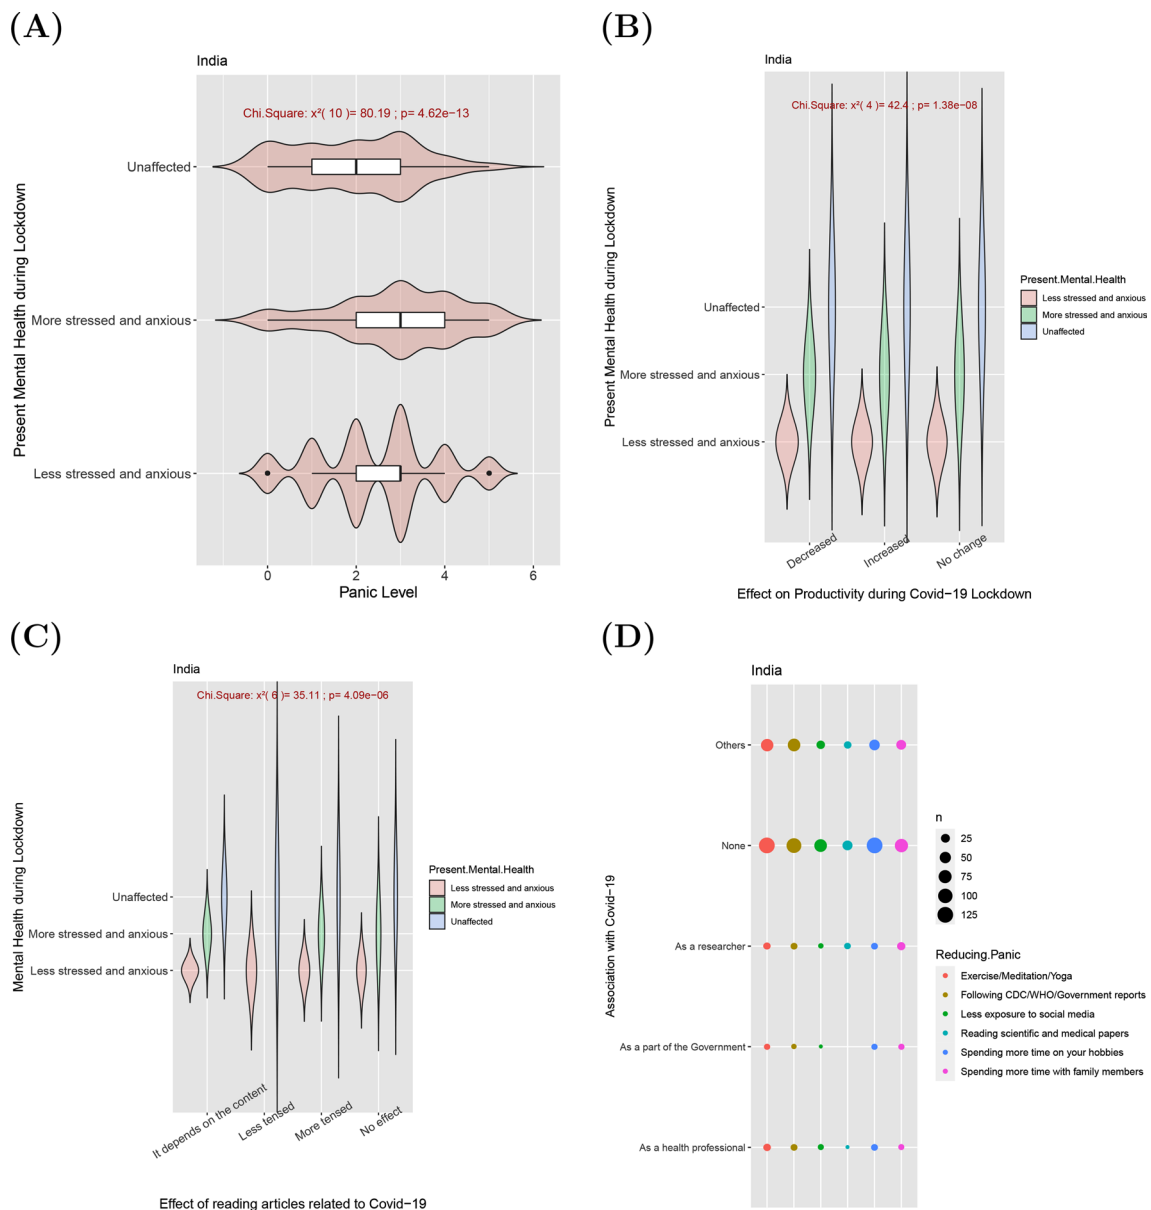 (A)
India
Chi.Square: x²( 10 )= 80.19 ; p= 4.62e−13
Present Mental Health during Lockdown
Unaffected
More stressed and anxious
Less stressed and anxious
0 2 4 6
Panic Level
(B)
India
Chi.Square: x²( 4 )= 42.4 ; p= 1.38e−08
Present Mental Health during Lockdown
Unaffected
More stressed and anxious
Less stressed and anxious
Decreased
Increased
No change
Effect on Productivity during Covid−19 Lockdown
Present.Mental.Health
Less stressed and anxious
More stressed and anxious
Unaffected
(C)
India
Chi.Square: x²( 6 )= 35.11 ; p= 4.09e−06
Mental Health during Lockdown
Unaffected
More stressed and anxious
Less stressed and anxious
It depends on the content
Less tensed
More tensed
No effect
Effect of reading articles related to Covid−19
Present.Mental.Health
Less stressed and anxious
More stressed and anxious
Unaffected
(D)
India
Association with Covid−19
Others
None
As a researcher
As a part of the Government
As a health professional
n
25
50
75
100
125
Reducing.Panic
Exercise/Meditation/Yoga
Following CDC/WHO/Government reports
Less exposure to social media
Reading scientific and medical papers
Spending more time on your hobbies
Spending more time with family members